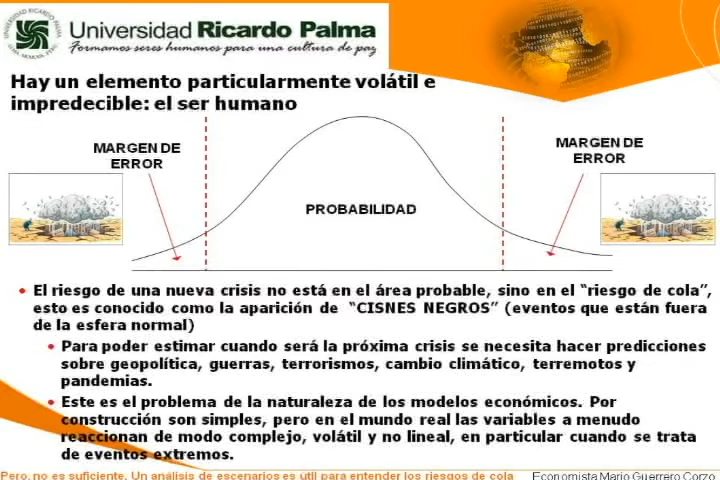 Universidad Ricardo Palma
Formamos seres humanos para una cultura de paz
Hay un elemento particularmente volátil e
impredecible: el ser humano
MARGEN DE
ERROR
MARGEN DE
ERROR
PROBABILIDAD
• El riesgo de una nueva crisis no está en el área probable, sino en el “riesgo de cola”,
esto es conocido como la aparición de “CISNES NEGROS” (eventos que están fuera
de la esfera normal)
• Para poder estimar cuando será la próxima crisis se necesita hacer predicciones
sobre geopolítica, guerras, terrorismos, cambio climático, terremotos y
pandemias.
• Este es el problema de la naturaleza de los modelos económicos. Por
construcción son simples, pero en el mundo real las variables a menudo
reaccionan de modo complejo, volátil y no lineal, en particular cuando se trata
de eventos extremos.
Pero, no es suficiente. Un análisis de escenarios es útil para entender los riesgos de cola
Economista Mario Guerrero Corzo